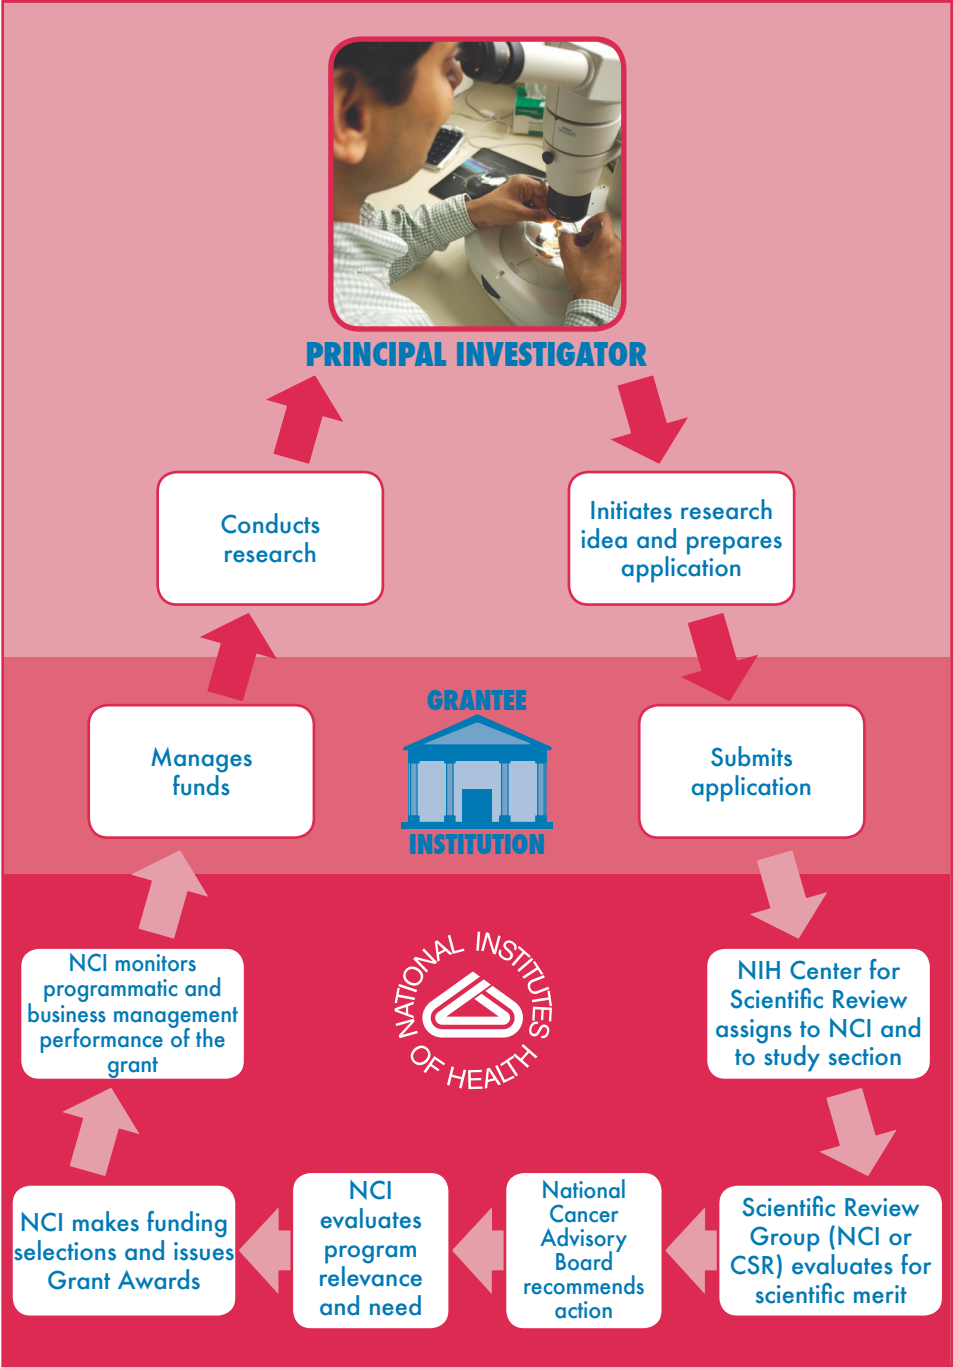 PRINCIPAL INVESTIGATOR
Conducts
research
Initiates research
idea and prepares
application
GRANTEE
INSTITUTION
Manages
funds
Submits
application
NATIONAL INSTITUTES
OF HEALTH
NCI monitors
programmatic and
business management
performance of the
grant
NIH Center for
Scientific Review
assigns to NCI and
to study section
NCI makes funding
selections and issues
Grant Awards
NCI
evaluates
program
relevance
and need
National
Cancer
Advisory
Board
recommends
action
Scientific Review
Group (NCI or
CSR) evaluates for
scientific merit